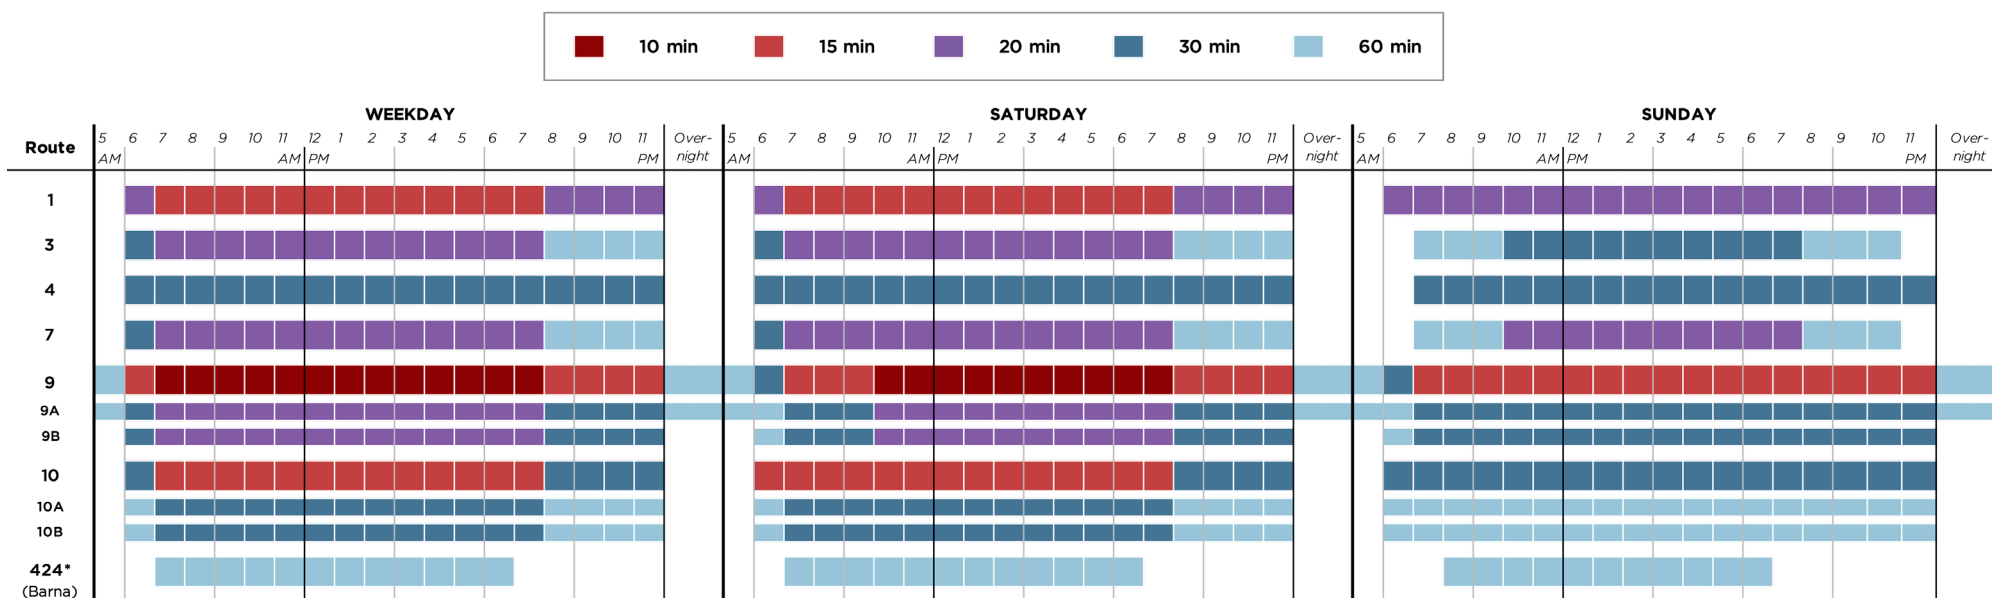 10 min 15 min 20 min 30 min 60 min
WEEKDAY SATURDAY SUNDAY
Route 5 6 7 8 9 10 11 12 1 2 3 4 5 6 7 8 9 10 11 Over- 5 6 7 8 9 10 11 12 1 2 3 4 5 6 7 8 9 10 11 Over- 5 6 7 8 9 10 11 12 1 2 3 4 5 6 7 8 9 10 11 Over-
AM AM PM PM night AM AM PM PM night AM AM PM PM night
1
3
4
7
9
9A
9B
10
10A
10B
424*
(Barna)